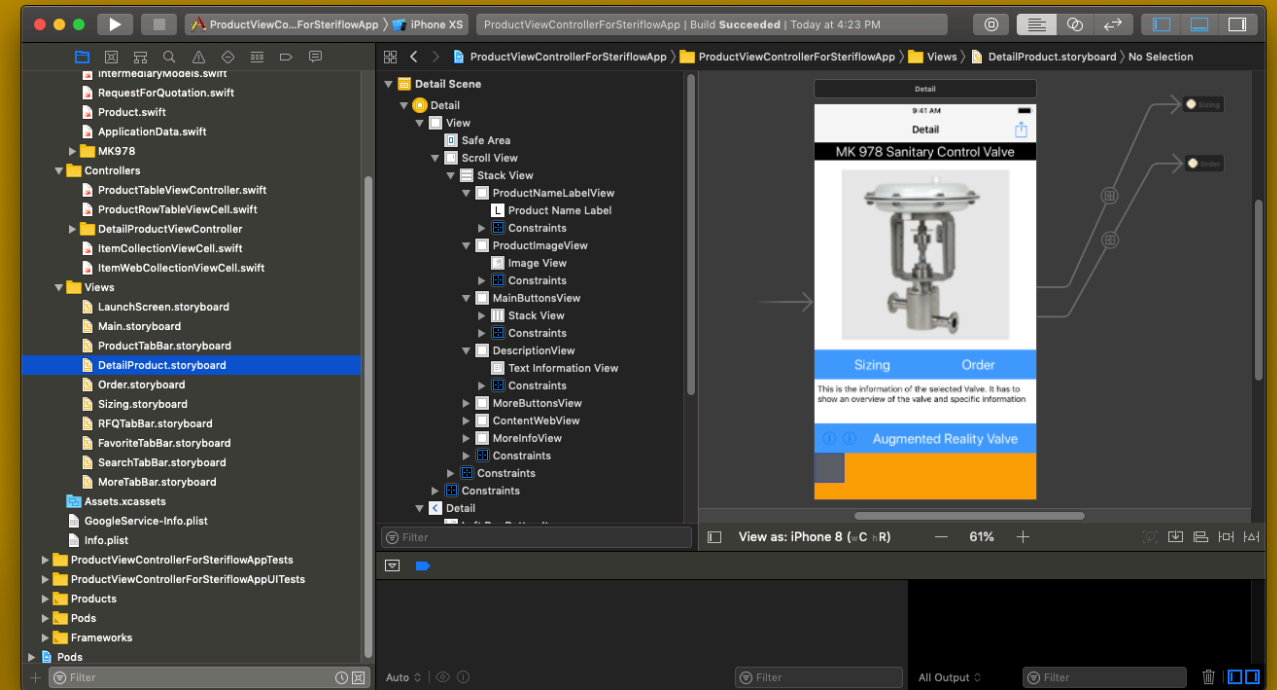 ProductViewCo...ForSteriflowApp
iPhone XS
ProductViewControllerForSteriflowApp | Build Succeeded | Today at 4:23 PM
IntermediaryModels.swift
RequestForQuotation.swift
Product.swift
ApplicationData.swift
MK978
Controllers
ProductTableViewController.swift
ProductRowTableViewCell.swift
DetailProductViewController
ItemCollectionViewCell.swift
ItemWebCollectionViewCell.swift
Views
LaunchScreen.storyboard
Main.storyboard
ProductTabBar.storyboard
DetailProduct.storyboard
Order.storyboard
Sizing.storyboard
RFQTabBar.storyboard
FavoriteTabBar.storyboard
SearchTabBar.storyboard
MoreTabBar.storyboard
Assets.xcassets
GoogleService-Info.plist
Info.plist
ProductViewControllerForSteriflowAppTests
ProductViewControllerForSteriflowAppUITests
Products
Pods
Frameworks
Pods
Filter
ProductViewControllerForSteriflowApp
ProductViewControllerForSteriflowApp
Views
DetailProduct.storyboard
No Selection
Detail Scene
Detail
View
Safe Area
Scroll View
Stack View
ProductNameLabelView
L Product Name Label
Constraints
ProductImageView
Image View
Constraints
MainButtonsView
Stack View
Constraints
DescriptionView
Text Information View
Constraints
MoreButtonsView
ContentWebView
MoreInfoView
Constraints
Constraints
Constraints
Detail
Filter
Detail
9:41 AM
Detail
MK 978 Sanitary Control Valve
Sizing Order
This is the information of the selected Valve. It has to
show an overview of the valve and specific information
Augmented Reality Valve
Sizing
Order
View as: iPhone 8 (wC hR)
61%
Auto
Filter
All Output
Filter